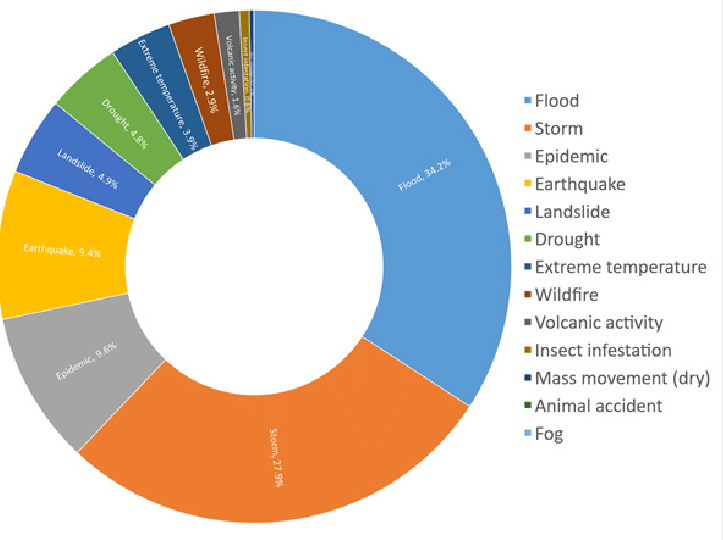 Flood, 34.2%
Storm, 27.9%
Epidemic, 9.6%
Earthquake, 9.4%
Landslide, 4.9%
Drought, 4.8%
Extreme temperature, 3.9%
Wildfire, 2.9%
Volcanic activity, 1.6%
Flood
Storm
Epidemic
Earthquake
Landslide
Drought
Extreme temperature
Wildfire
Volcanic activity
Insect infestation
Mass movement (dry)
Animal accident
Fog